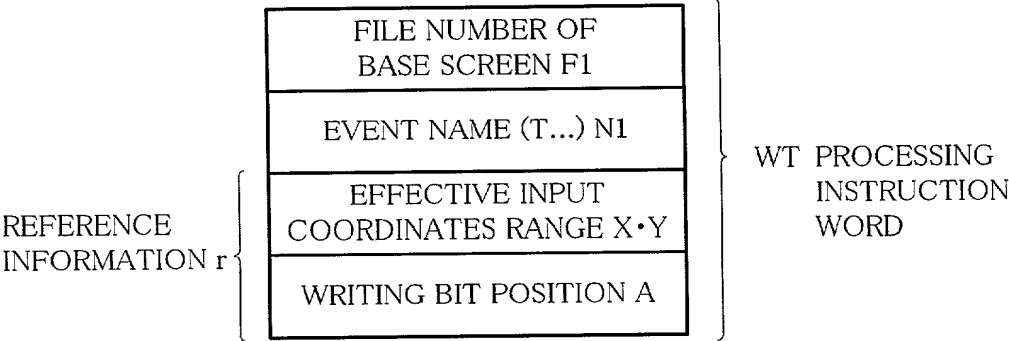 FILE NUMBER OF
BASE SCREEN F1
EVENT NAME (T...) N1
EFFECTIVE INPUT
COORDINATES RANGE X•Y
WRITING BIT POSITION A
REFERENCE
INFORMATION r
WT PROCESSING
INSTRUCTION
WORD